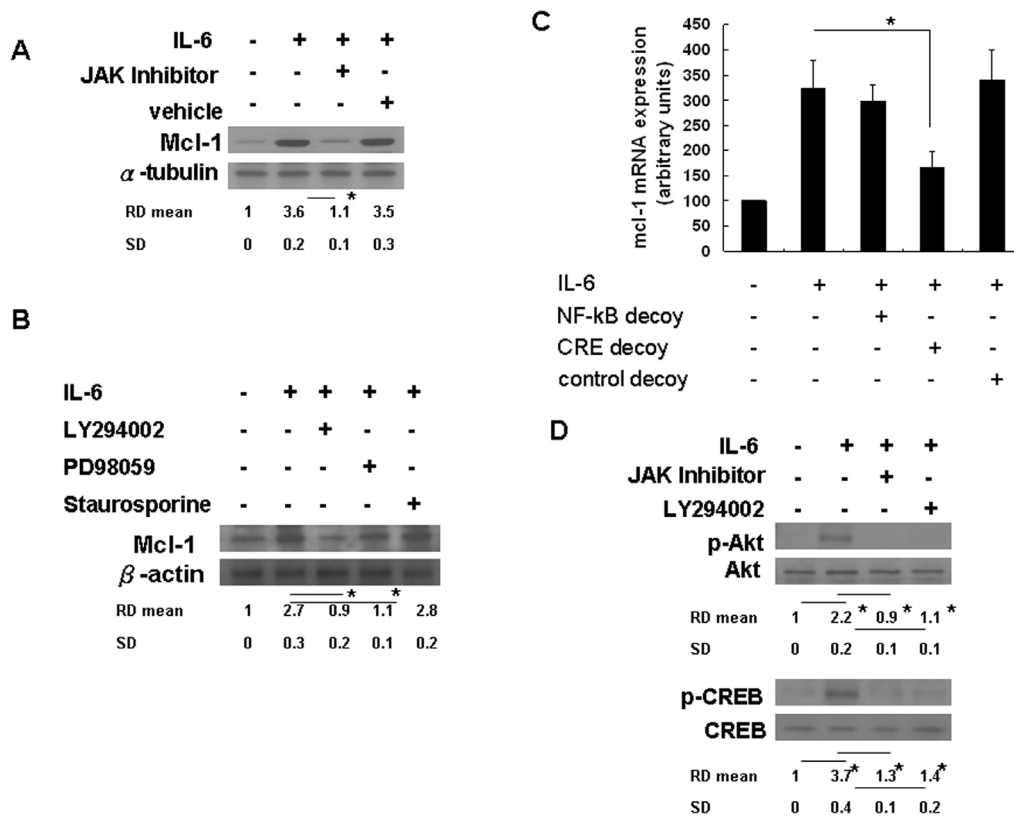 A
IL-6 - + + +
JAK Inhibitor - - + -
vehicle - - - +
Mcl-1
α-tubulin
*
RD mean 1 3.6 1.1 3.5
SD 0 0.2 0.1 0.3
B
IL-6 - + + + +
LY294002 - - + - -
PD98059 - - - + -
Staurosporine - - - - +
Mcl-1
β-actin
* *
RD mean 1 2.7 0.9 1.1 2.8
SD 0 0.3 0.2 0.1 0.2
C
*
mcl-1 mRNA expression
(arbitrary units)
450
400
350
300
250
200
150
100
50
0
IL-6 - + + + +
NF-kB decoy - - + - -
CRE decoy - - - + -
control decoy - - - - +
D
IL-6 - + + +
JAK Inhibitor - - + -
LY294002 - - - +
p-Akt
Akt
RD mean 1 2.2 * 0.9 * 1.1 *
SD 0 0.2 0.1 0.1
p-CREB
CREB
RD mean 1 3.7* 1.3* 1.4*
SD 0 0.4 0.1 0.2